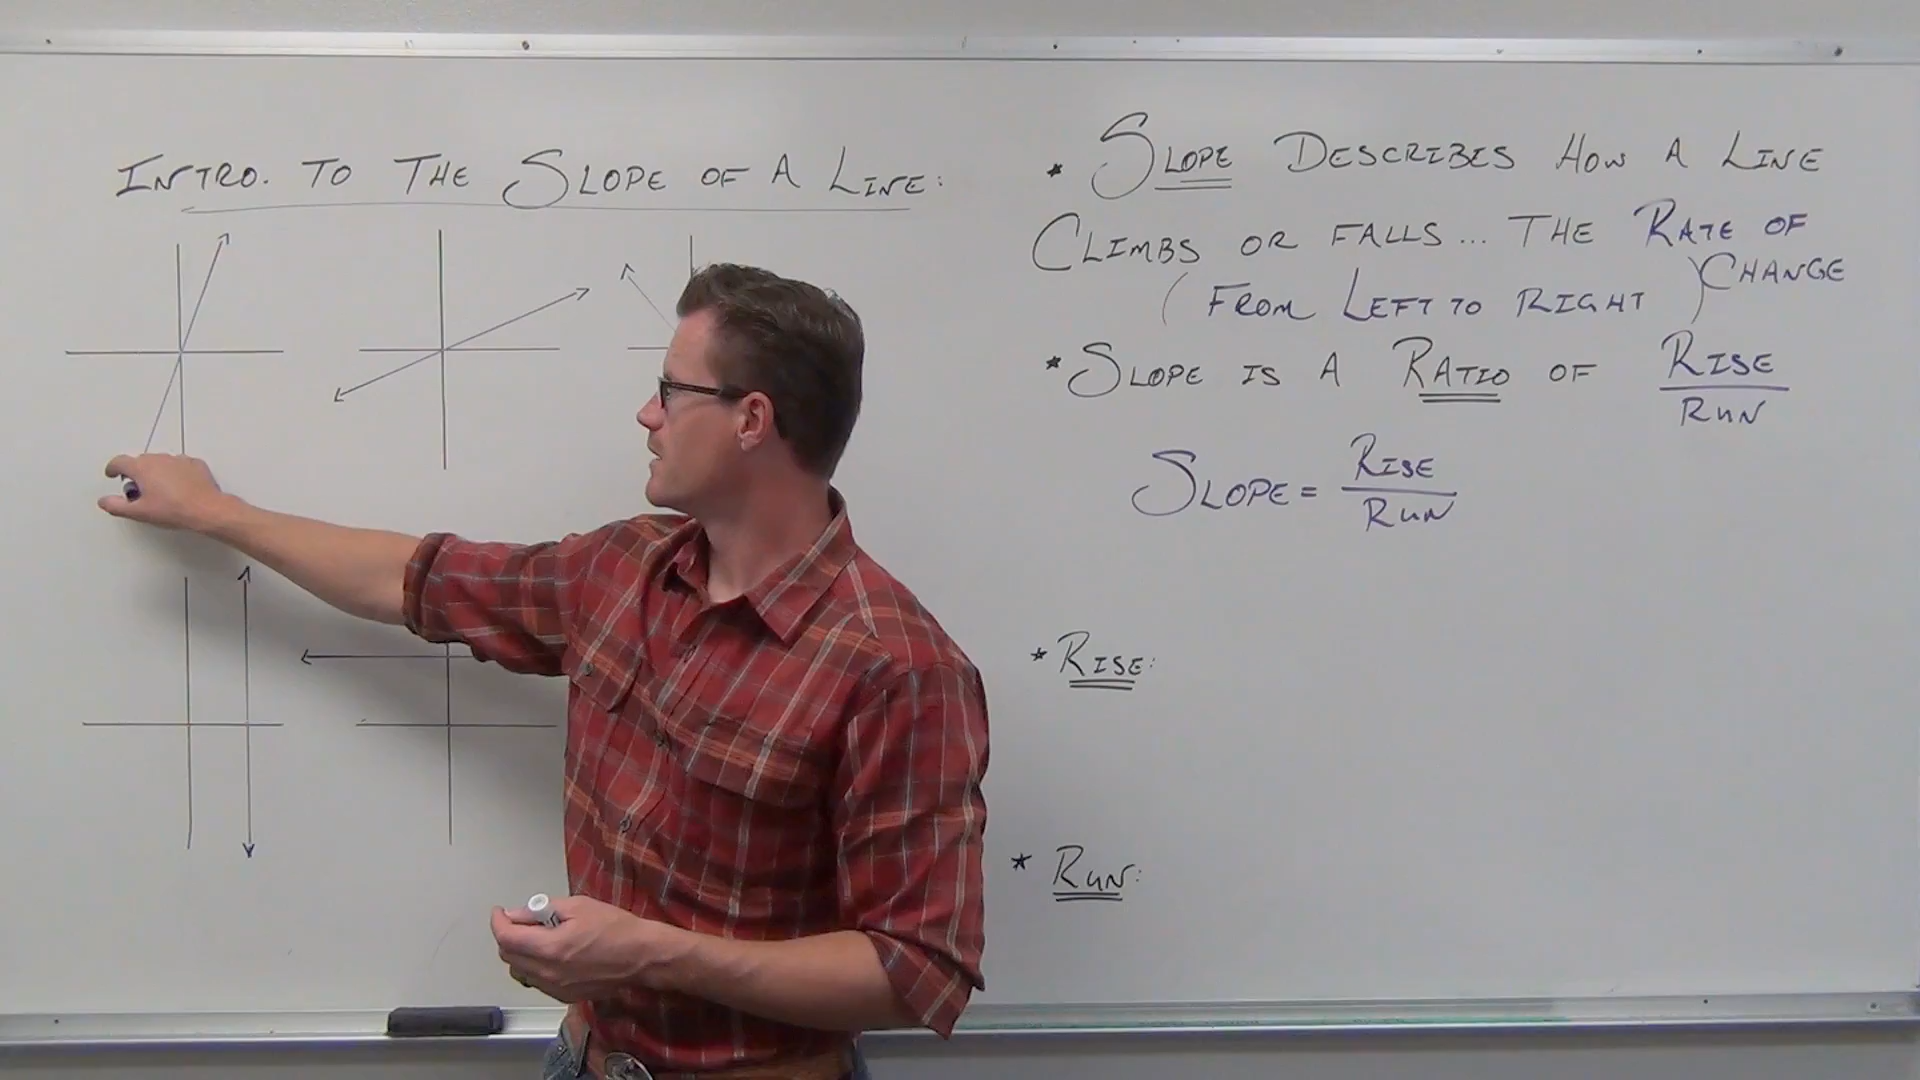 INTRO. TO THE SLOPE OF A LINE:
* SLOPE DESCRIBES HOW A LINE
CLIMBS OR FALLS... THE RATE OF
CHANGE
(FROM LEFT TO RIGHT)
* SLOPE IS A RATIO OF RISE
RUN
SLOPE = RISE
RUN
* RISE:
* RUN: